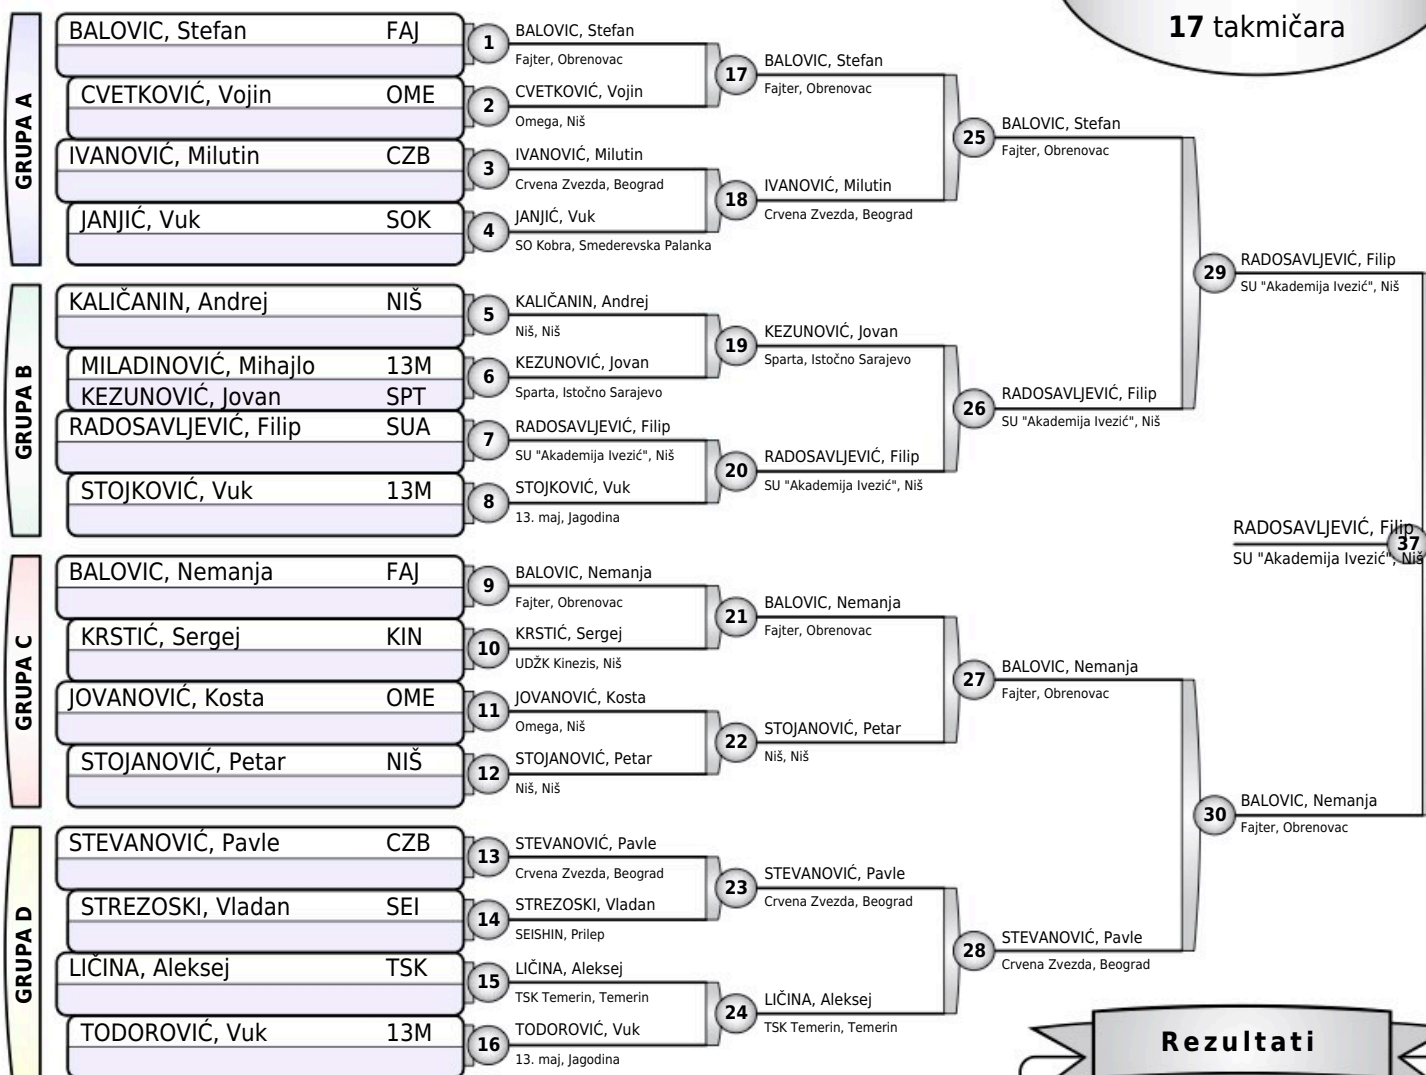 17 takmičara
GRUPA A
BALOVIC, Stefan FAJ
CVETKOVIĆ, Vojin OME
IVANOVIĆ, Milutin CZB
JANJIĆ, Vuk SOK
GRUPA B
KALIČANIN, Andrej NIŠ
MILADINOVIĆ, Mihajlo 13M
KEZUNOVIĆ, Jovan SPT
RADOSAVLJEVIĆ, Filip SUA
STOJKOVIĆ, Vuk 13M
GRUPA C
BALOVIC, Nemanja FAJ
KRSTIĆ, Sergej KIN
JOVANOVIĆ, Kosta OME
STOJANOVIĆ, Petar NIŠ
GRUPA D
STEVANOVIĆ, Pavle CZB
STREZOSKI, Vladan SEI
LIČINA, Aleksej TSK
TODOROVIĆ, Vuk 13M
1 BALOVIC, Stefan
Fajter, Obrenovac
2 CVETKOVIĆ, Vojin
Omega, Niš
3 IVANOVIĆ, Milutin
Crvena Zvezda, Beograd
4 JANJIĆ, Vuk
SO Kobra, Smederevska Palanka
5 KALIČANIN, Andrej
Niš, Niš
6 KEZUNOVIĆ, Jovan
Sparta, Istočno Sarajevo
7 RADOSAVLJEVIĆ, Filip
SU "Akademija Ivezić", Niš
8 STOJKOVIĆ, Vuk
13. maj, Jagodina
9 BALOVIC, Nemanja
Fajter, Obrenovac
10 KRSTIĆ, Sergej
UDŽK Kinezis, Niš
11 JOVANOVIĆ, Kosta
Omega, Niš
12 STOJANOVIĆ, Petar
Niš, Niš
13 STEVANOVIĆ, Pavle
Crvena Zvezda, Beograd
14 STREZOSKI, Vladan
SEISHIN, Prilep
15 LIČINA, Aleksej
TSK Temerin, Temerin
16 TODOROVIĆ, Vuk
13. maj, Jagodina
17 BALOVIC, Stefan
Fajter, Obrenovac
18 IVANOVIĆ, Milutin
Crvena Zvezda, Beograd
19 KEZUNOVIĆ, Jovan
Sparta, Istočno Sarajevo
20 RADOSAVLJEVIĆ, Filip
SU "Akademija Ivezić", Niš
21 BALOVIC, Nemanja
Fajter, Obrenovac
22 STOJANOVIĆ, Petar
Niš, Niš
23 STEVANOVIĆ, Pavle
Crvena Zvezda, Beograd
24 LIČINA, Aleksej
TSK Temerin, Temerin
25 BALOVIC, Stefan
Fajter, Obrenovac
26 RADOSAVLJEVIĆ, Filip
SU "Akademija Ivezić", Niš
27 BALOVIC, Nemanja
Fajter, Obrenovac
28 STEVANOVIĆ, Pavle
Crvena Zvezda, Beograd
29 RADOSAVLJEVIĆ, Filip
SU "Akademija Ivezić", Niš
30 BALOVIC, Nemanja
Fajter, Obrenovac
RADOSAVLJEVIĆ, Filip
37
SU "Akademija Ivezić", Niš
Rezultati